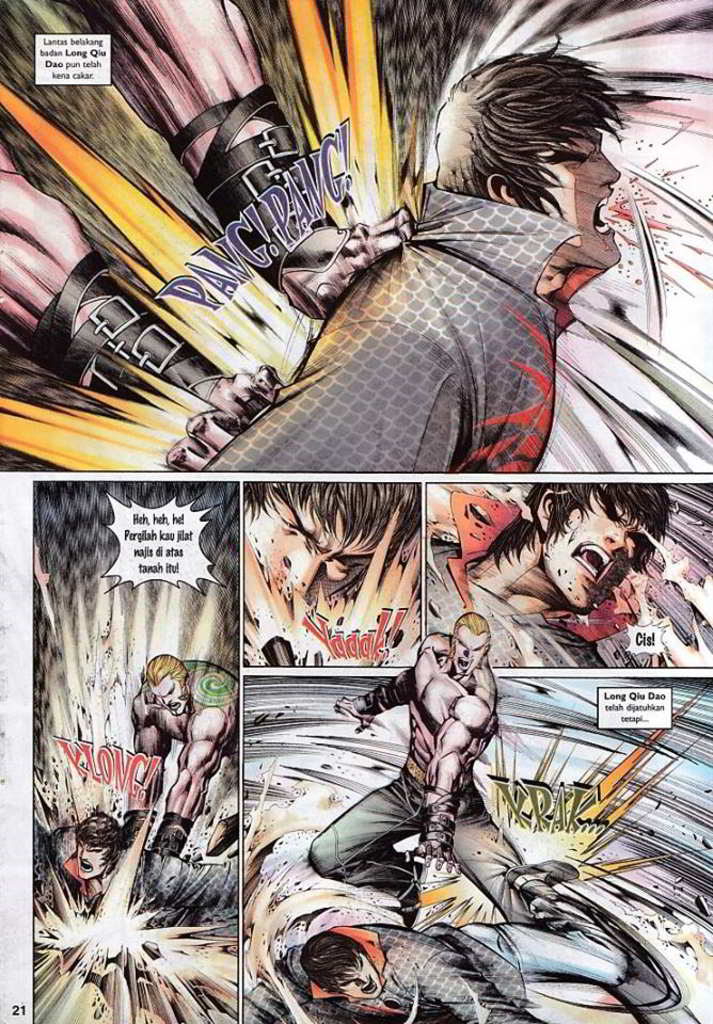 Lantas belakang
badan Long Qiu
Dao pun telah
kena cakar.
PANG! PANG!
Heh, heh, he!
Pergilah kau jilat
najis di atas
tanah itu!
KLONG!
Yaaak!!
Cis!
Long Qiu Dao
telah dijatuhkan
tetapi...
KRAK...
21